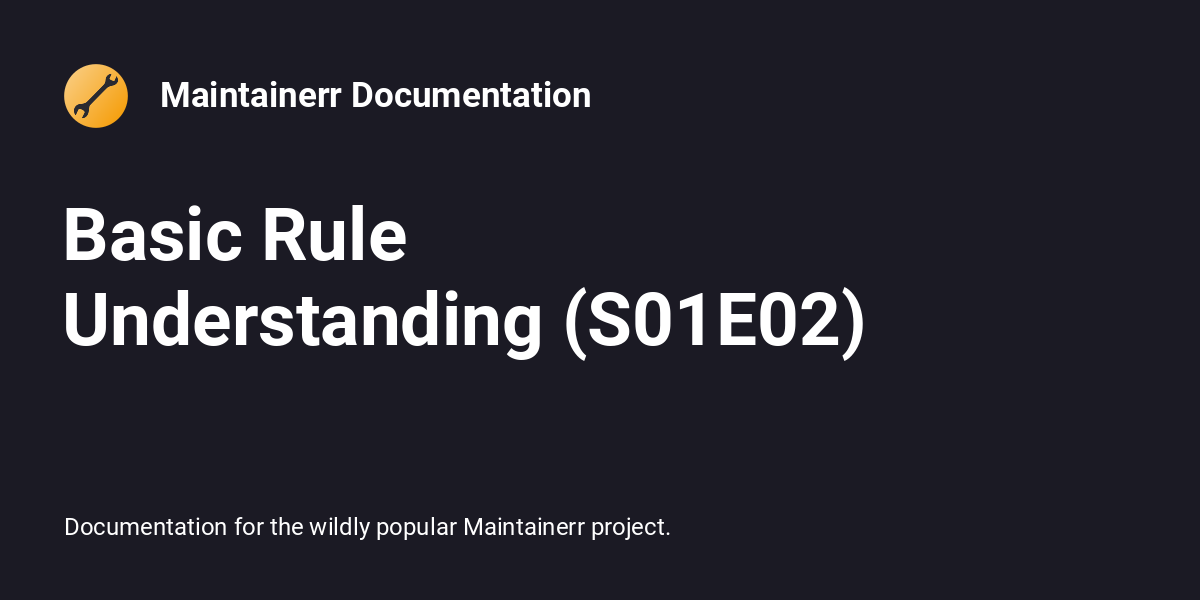 Maintainerr Documentation
Basic Rule
Understanding (S01E02)
Documentation for the wildly popular Maintainerr project.